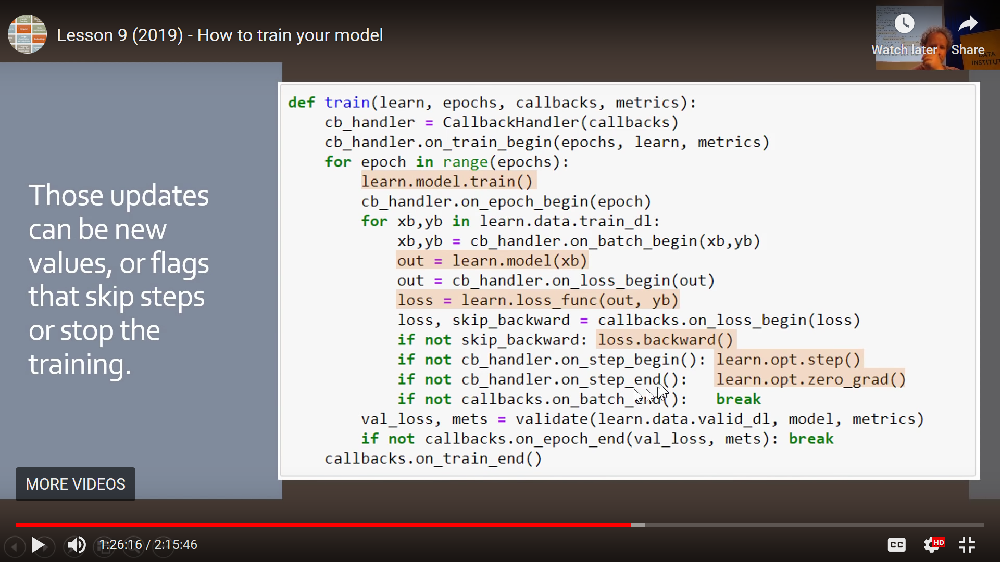 Lesson 9 (2019) - How to train your model
Watch later
Share
DATA
INSTITUT
Those updates
can be new
values, or flags
that skip steps
or stop the
training.
def train(learn, epochs, callbacks, metrics):
    cb_handler = CallbackHandler(callbacks)
    cb_handler.on_train_begin(epochs, learn, metrics)
    for epoch in range(epochs):
        learn.model.train()
        cb_handler.on_epoch_begin(epoch)
        for xb,yb in learn.data.train_dl:
            xb,yb = cb_handler.on_batch_begin(xb,yb)
            out = learn.model(xb)
            out = cb_handler.on_loss_begin(out)
            loss = learn.loss_func(out, yb)
            loss, skip_backward = callbacks.on_loss_begin(loss)
            if not skip_backward: loss.backward()
            if not cb_handler.on_step_begin(): learn.opt.step()
            if not cb_handler.on_step_end():   learn.opt.zero_grad()
            if not callbacks.on_batch_end():   break
        val_loss, mets = validate(learn.data.valid_dl, model, metrics)
        if not callbacks.on_epoch_end(val_loss, mets): break
    callbacks.on_train_end()
MORE VIDEOS
1:26:16 / 2:15:46
CC
HD